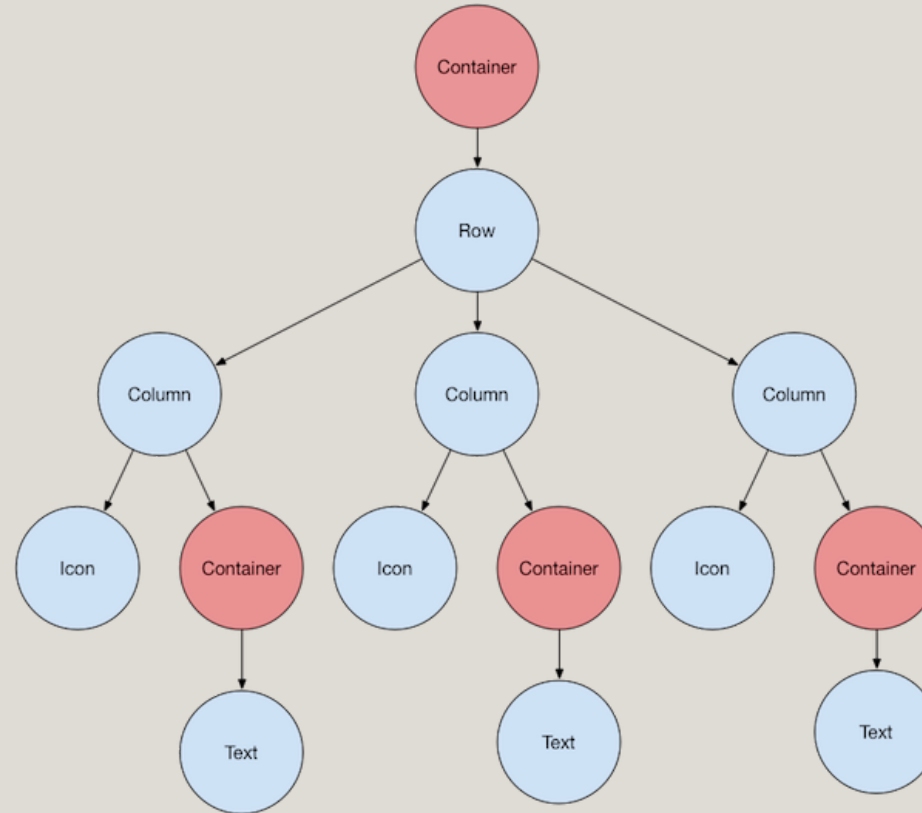 Container
Row
Column
Column
Column
Icon
Container
Icon
Container
Icon
Container
Text
Text
Text